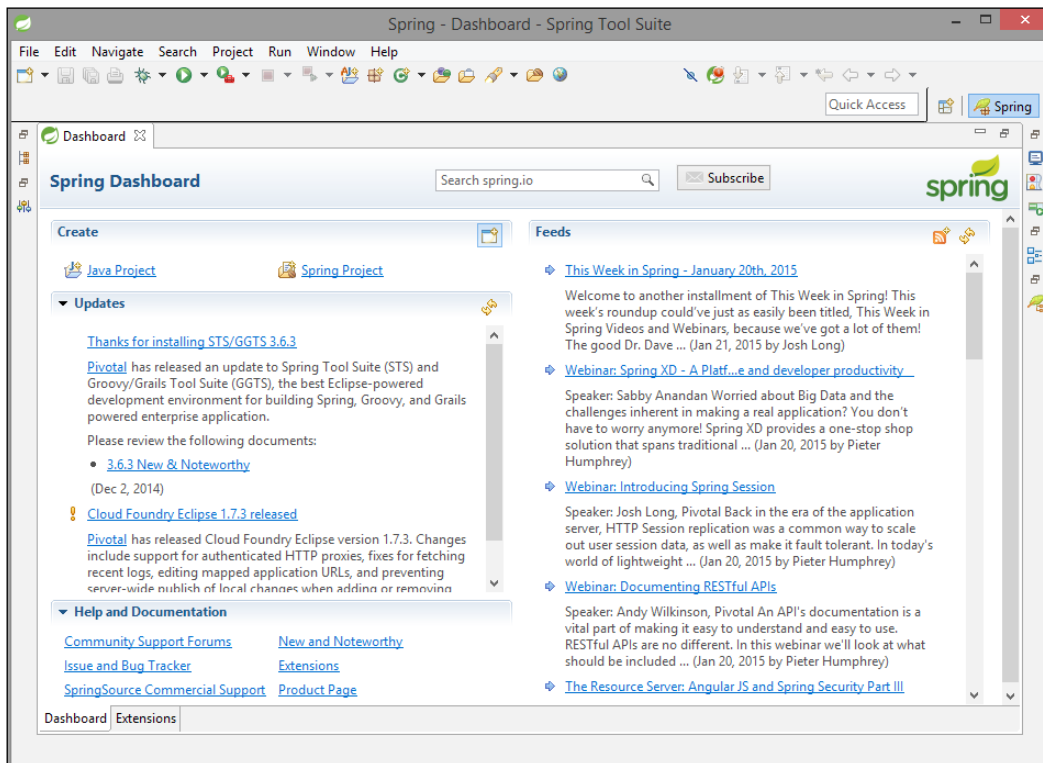 Spring - Dashboard - Spring Tool Suite
File Edit Navigate Search Project Run Window Help
Quick Access
Spring
Dashboard
Spring Dashboard
Search spring.io
Subscribe
spring
Create
Java Project
Spring Project
Updates
Thanks for installing STS/GGTS 3.6.3
Pivotal has released an update to Spring Tool Suite (STS) and
Groovy/Grails Tool Suite (GGTS), the best Eclipse-powered
development environment for building Spring, Groovy, and Grails
powered enterprise application.
Please review the following documents:
• 3.6.3 New & Noteworthy
(Dec 2, 2014)
Cloud Foundry Eclipse 1.7.3 released
Pivotal has released Cloud Foundry Eclipse version 1.7.3. Changes
include support for authenticated HTTP proxies, fixes for fetching
recent logs, editing mapped application URLs, and preventing
server-wide publish of local changes when adding or removing
Help and Documentation
Community Support Forums
New and Noteworthy
Issue and Bug Tracker
Extensions
SpringSource Commercial Support
Product Page
Feeds
This Week in Spring - January 20th, 2015
Welcome to another installment of This Week in Spring! This
week's roundup could've just as easily been titled, This Week in
Spring Videos and Webinars, because we've got a lot of them!
The good Dr. Dave ... (Jan 21, 2015 by Josh Long)
Webinar: Spring XD - A Platf...e and developer productivity
Speaker: Sabby Anandan Worried about Big Data and the
challenges inherent in making a real application? You don't
have to worry anymore! Spring XD provides a one-stop shop
solution that spans traditional ... (Jan 20, 2015 by Pieter
Humphrey)
Webinar: Introducing Spring Session
Speaker: Josh Long, Pivotal Back in the era of the application
server, HTTP Session replication was a common way to scale
out user session data, as well as make it fault tolerant. In today's
world of lightweight ... (Jan 20, 2015 by Pieter Humphrey)
Webinar: Documenting RESTful APIs
Speaker: Andy Wilkinson, Pivotal An API's documentation is a
vital part of making it easy to understand and easy to use.
RESTful APIs are no different. In this webinar we'll look at what
should be included ... (Jan 20, 2015 by Pieter Humphrey)
The Resource Server: Angular JS and Spring Security Part III
Dashboard Extensions